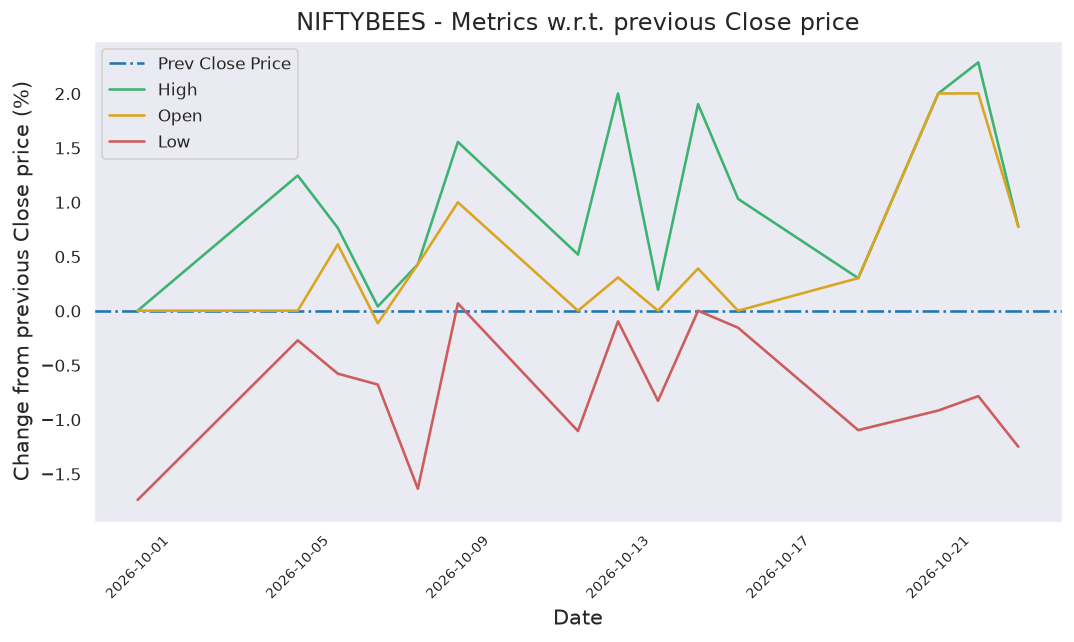 NIFTYBEES - Metrics w.r.t. previous Close price
Prev Close Price
High
Open
Low
Change from previous Close price (%)
2.0
1.5
1.0
0.5
0.0
−0.5
−1.0
−1.5
2026-10-01
2026-10-05
2026-10-09
2026-10-13
2026-10-17
2026-10-21
Date